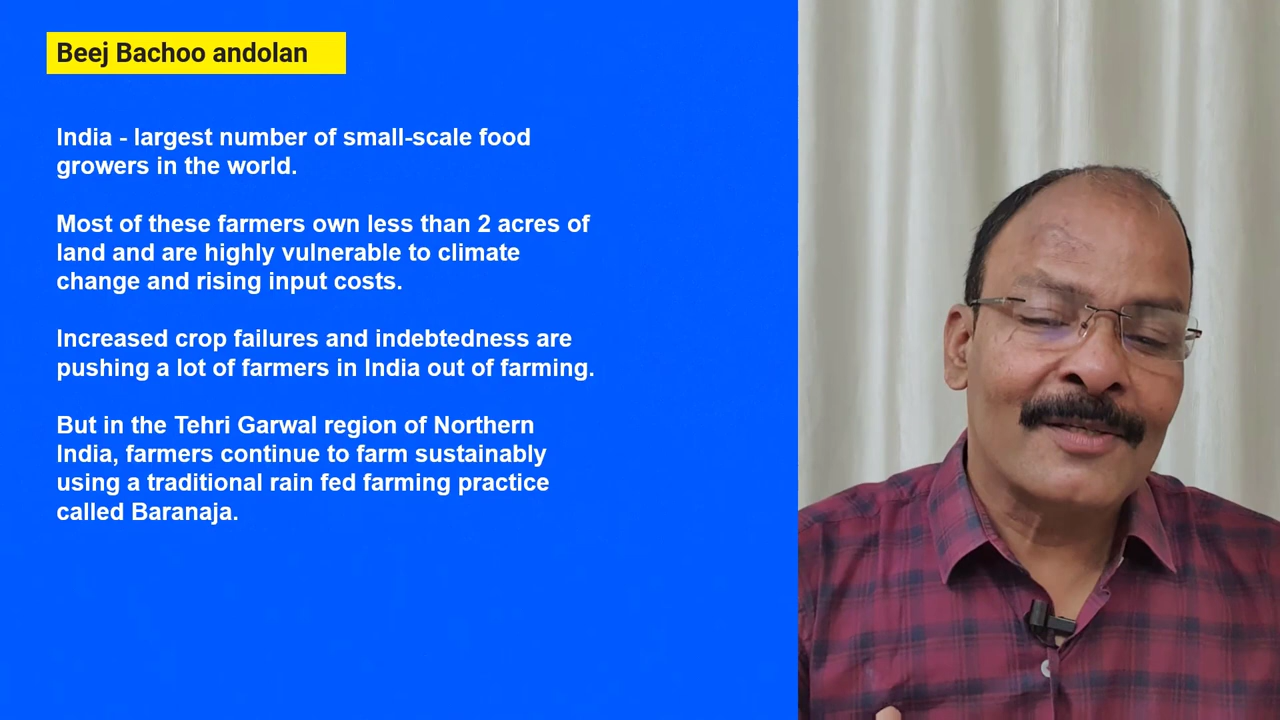 Beej Bachoo andolan
India - largest number of small-scale food
growers in the world.
Most of these farmers own less than 2 acres of
land and are highly vulnerable to climate
change and rising input costs.
Increased crop failures and indebtedness are
pushing a lot of farmers in India out of farming.
But in the Tehri Garwal region of Northern
India, farmers continue to farm sustainably
using a traditional rain fed farming practice
called Baranaja.